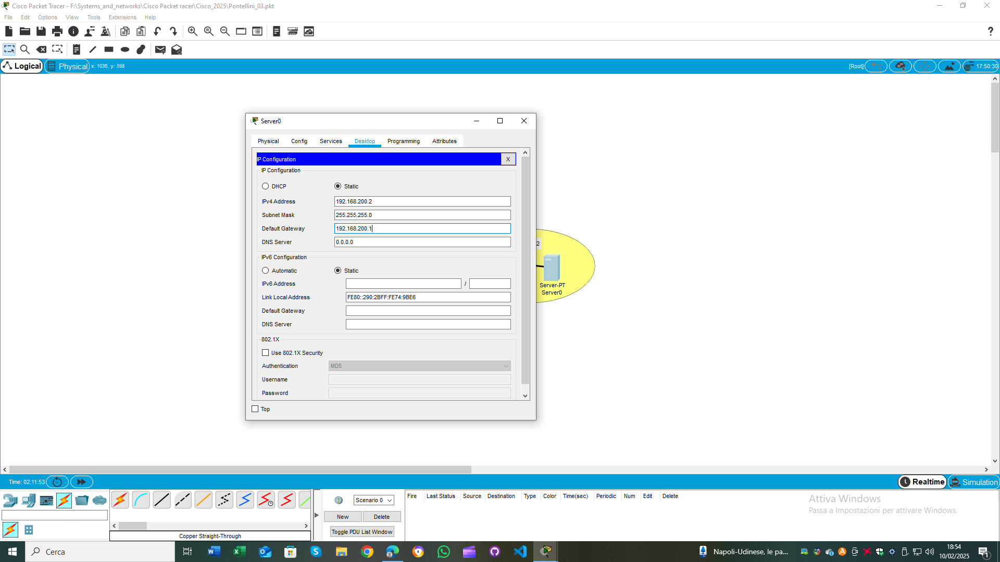 Cisco Packet Tracer - F:\Systems_and_networks\Cisco Packet racer\Cisco_2025\Pontellini_03.pkt
File Edit Options View Tools Extensions Help
?
Logical Physical x: 1036, y: 598 [Root] 17:50:30
Server0
Physical Config Services Desktop Programming Attributes
IP Configuration X
IP Configuration
DHCP Static
IPv4 Address 192.168.200.2
Subnet Mask 255.255.255.0
Default Gateway 192.168.200.1
DNS Server 0.0.0.0
IPv6 Configuration
Automatic Static
IPv6 Address /
Link Local Address FE80::290:2BFF:FE74:9BE6
Default Gateway
DNS Server
802.1X
Use 802.1X Security
Authentication MD5
Username
Password
Top
2
Server-PT
Server0
Time: 02:11:53 Realtime Simulation
Scenario 0
New Delete
Toggle PDU List Window
Fire Last Status Source Destination Type Color Time(sec) Periodic Num Edit Delete
Copper Straight-Through
Attiva Windows
Passa a Impostazioni per attivare Windows.
Cerca
Napoli-Udinese, le pa...
18:54
10/02/2025
1